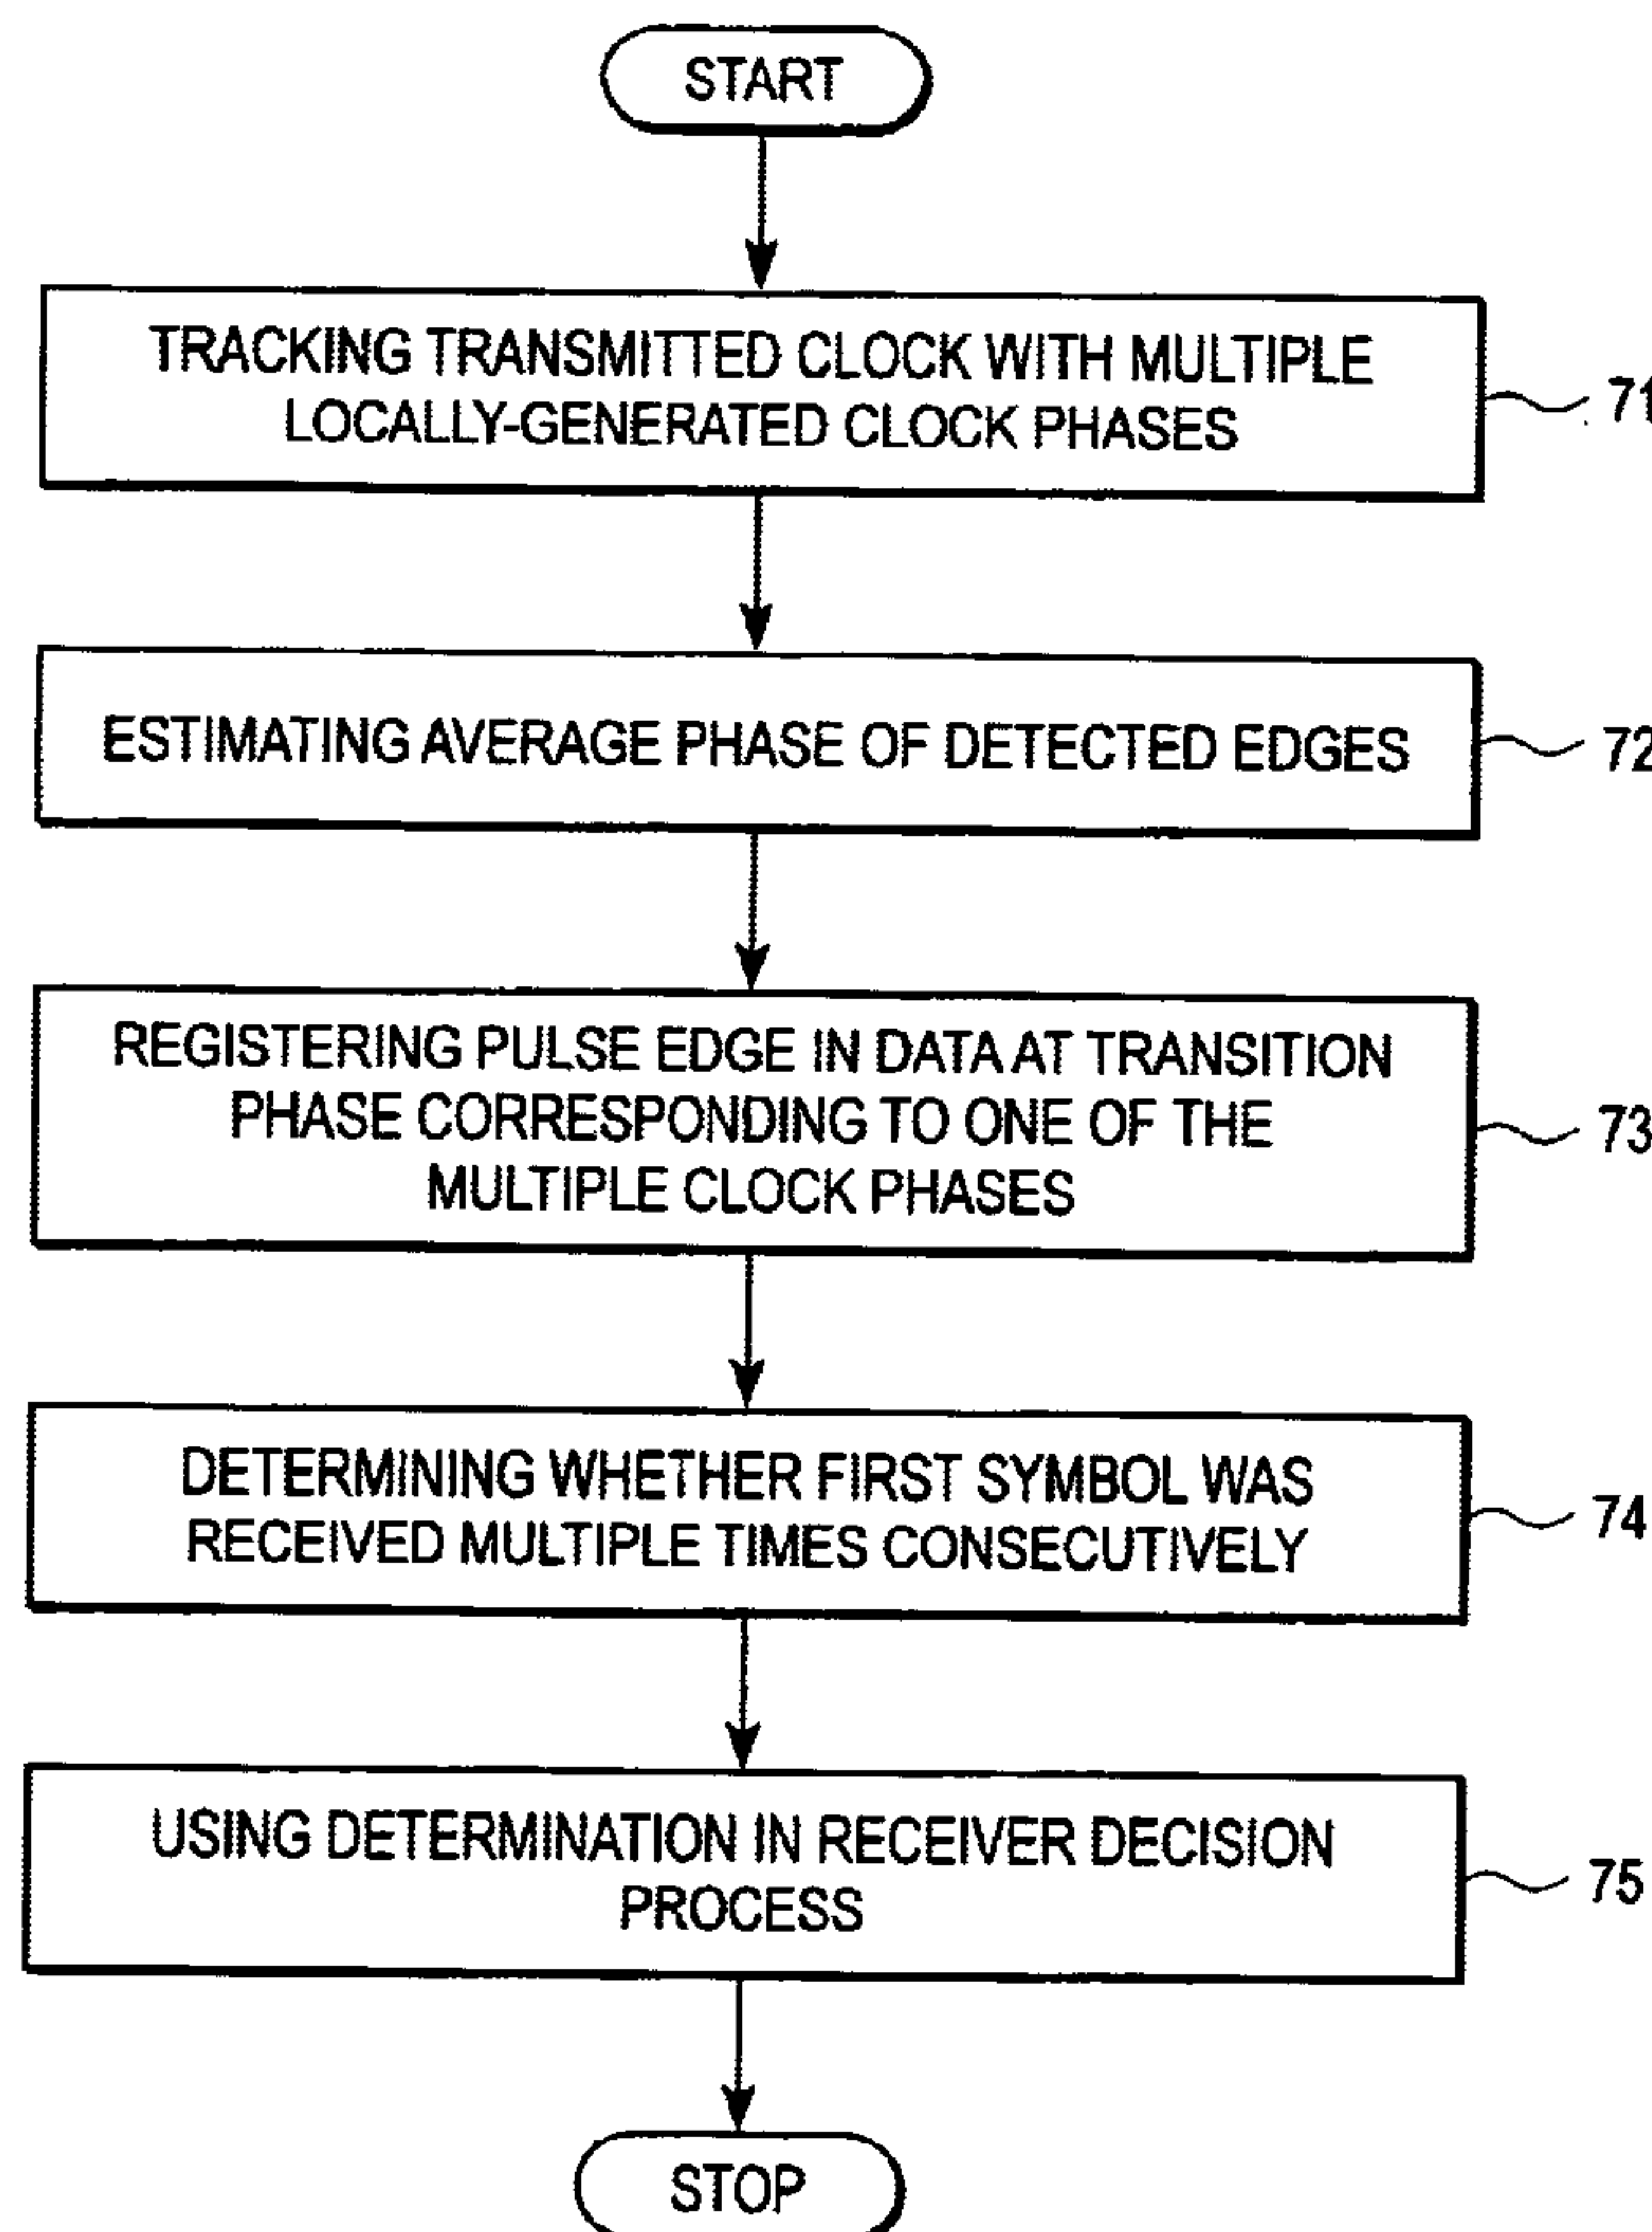 START
TRACKING TRANSMITTED CLOCK WITH MULTIPLE
LOCALLY-GENERATED CLOCK PHASES
71
ESTIMATING AVERAGE PHASE OF DETECTED EDGES
72
REGISTERING PULSE EDGE IN DATA AT TRANSITION
PHASE CORRESPONDING TO ONE OF THE
MULTIPLE CLOCK PHASES
73
DETERMINING WHETHER FIRST SYMBOL WAS
RECEIVED MULTIPLE TIMES CONSECUTIVELY
74
USING DETERMINATION IN RECEIVER DECISION
PROCESS
75
STOP